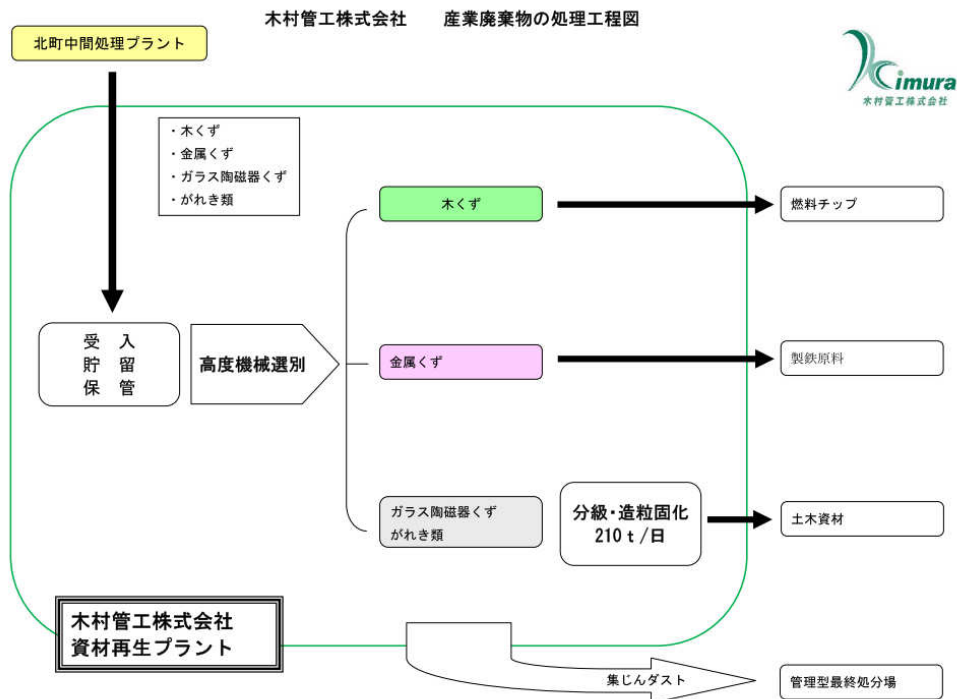 木村管工株式会社　　産業廃棄物の処理工程図
北町中間処理プラント
Kimura
木村管工株式会社
・木くず
・金属くず
・ガラス陶磁器くず
・がれき類
木くず
燃料チップ
受　入
貯　留
保　管
高度機械選別
金属くず
製鉄原料
ガラス陶磁器くず
がれき類
分級・造粒固化
210ｔ/日
土木資材
木村管工株式会社
資材再生プラント
集じんダスト
管理型最終処分場